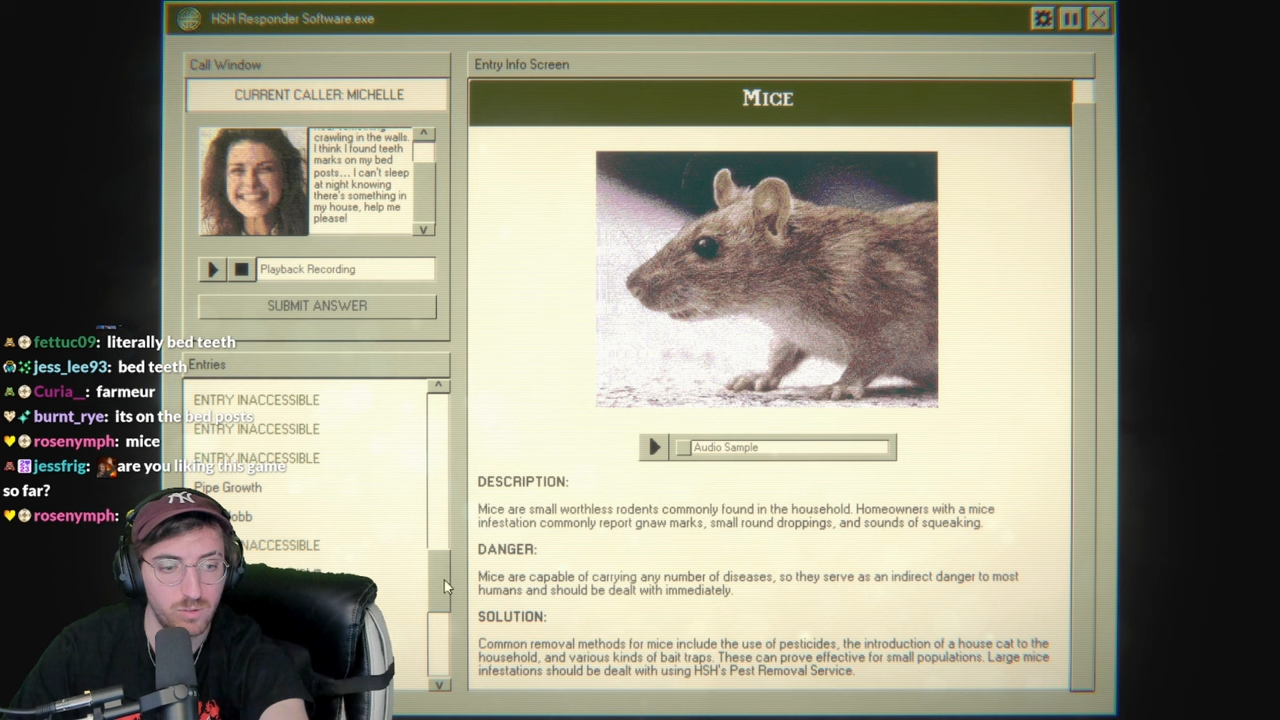 HSH Responder Software.exe
Call Window
CURRENT CALLER: MICHELLE
crawling in the walls.
I think I found teeth
marks on my bed
posts... I can't sleep
at night knowing
there's something in
my house, help me
please!
Playback Recording
SUBMIT ANSWER
Entries
ENTRY INACCESSIBLE
ENTRY INACCESSIBLE
ENTRY INACCESSIBLE
Pipe Growth
fettuc09: literally bed teeth
jess_lee93: bed teeth
Curia__: farmeur
burnt_rye: its on the bed posts
rosenymph: mice
jessfrig: are you liking this game
so far?
rosenymph:
Entry Info Screen
MICE
Audio Sample
DESCRIPTION:
Mice are small worthless rodents commonly found in the household. Homeowners with a mice
infestation commonly report gnaw marks, small round droppings, and sounds of squeaking.
DANGER:
Mice are capable of carrying any number of diseases, so they serve as an indirect danger to most
humans and should be dealt with immediately.
SOLUTION:
Common removal methods for mice include the use of pesticides, the introduction of a house cat to the
household, and various kinds of bait traps. These can prove effective for small populations. Large mice
infestations should be dealt with using HSH's Pest Removal Service.